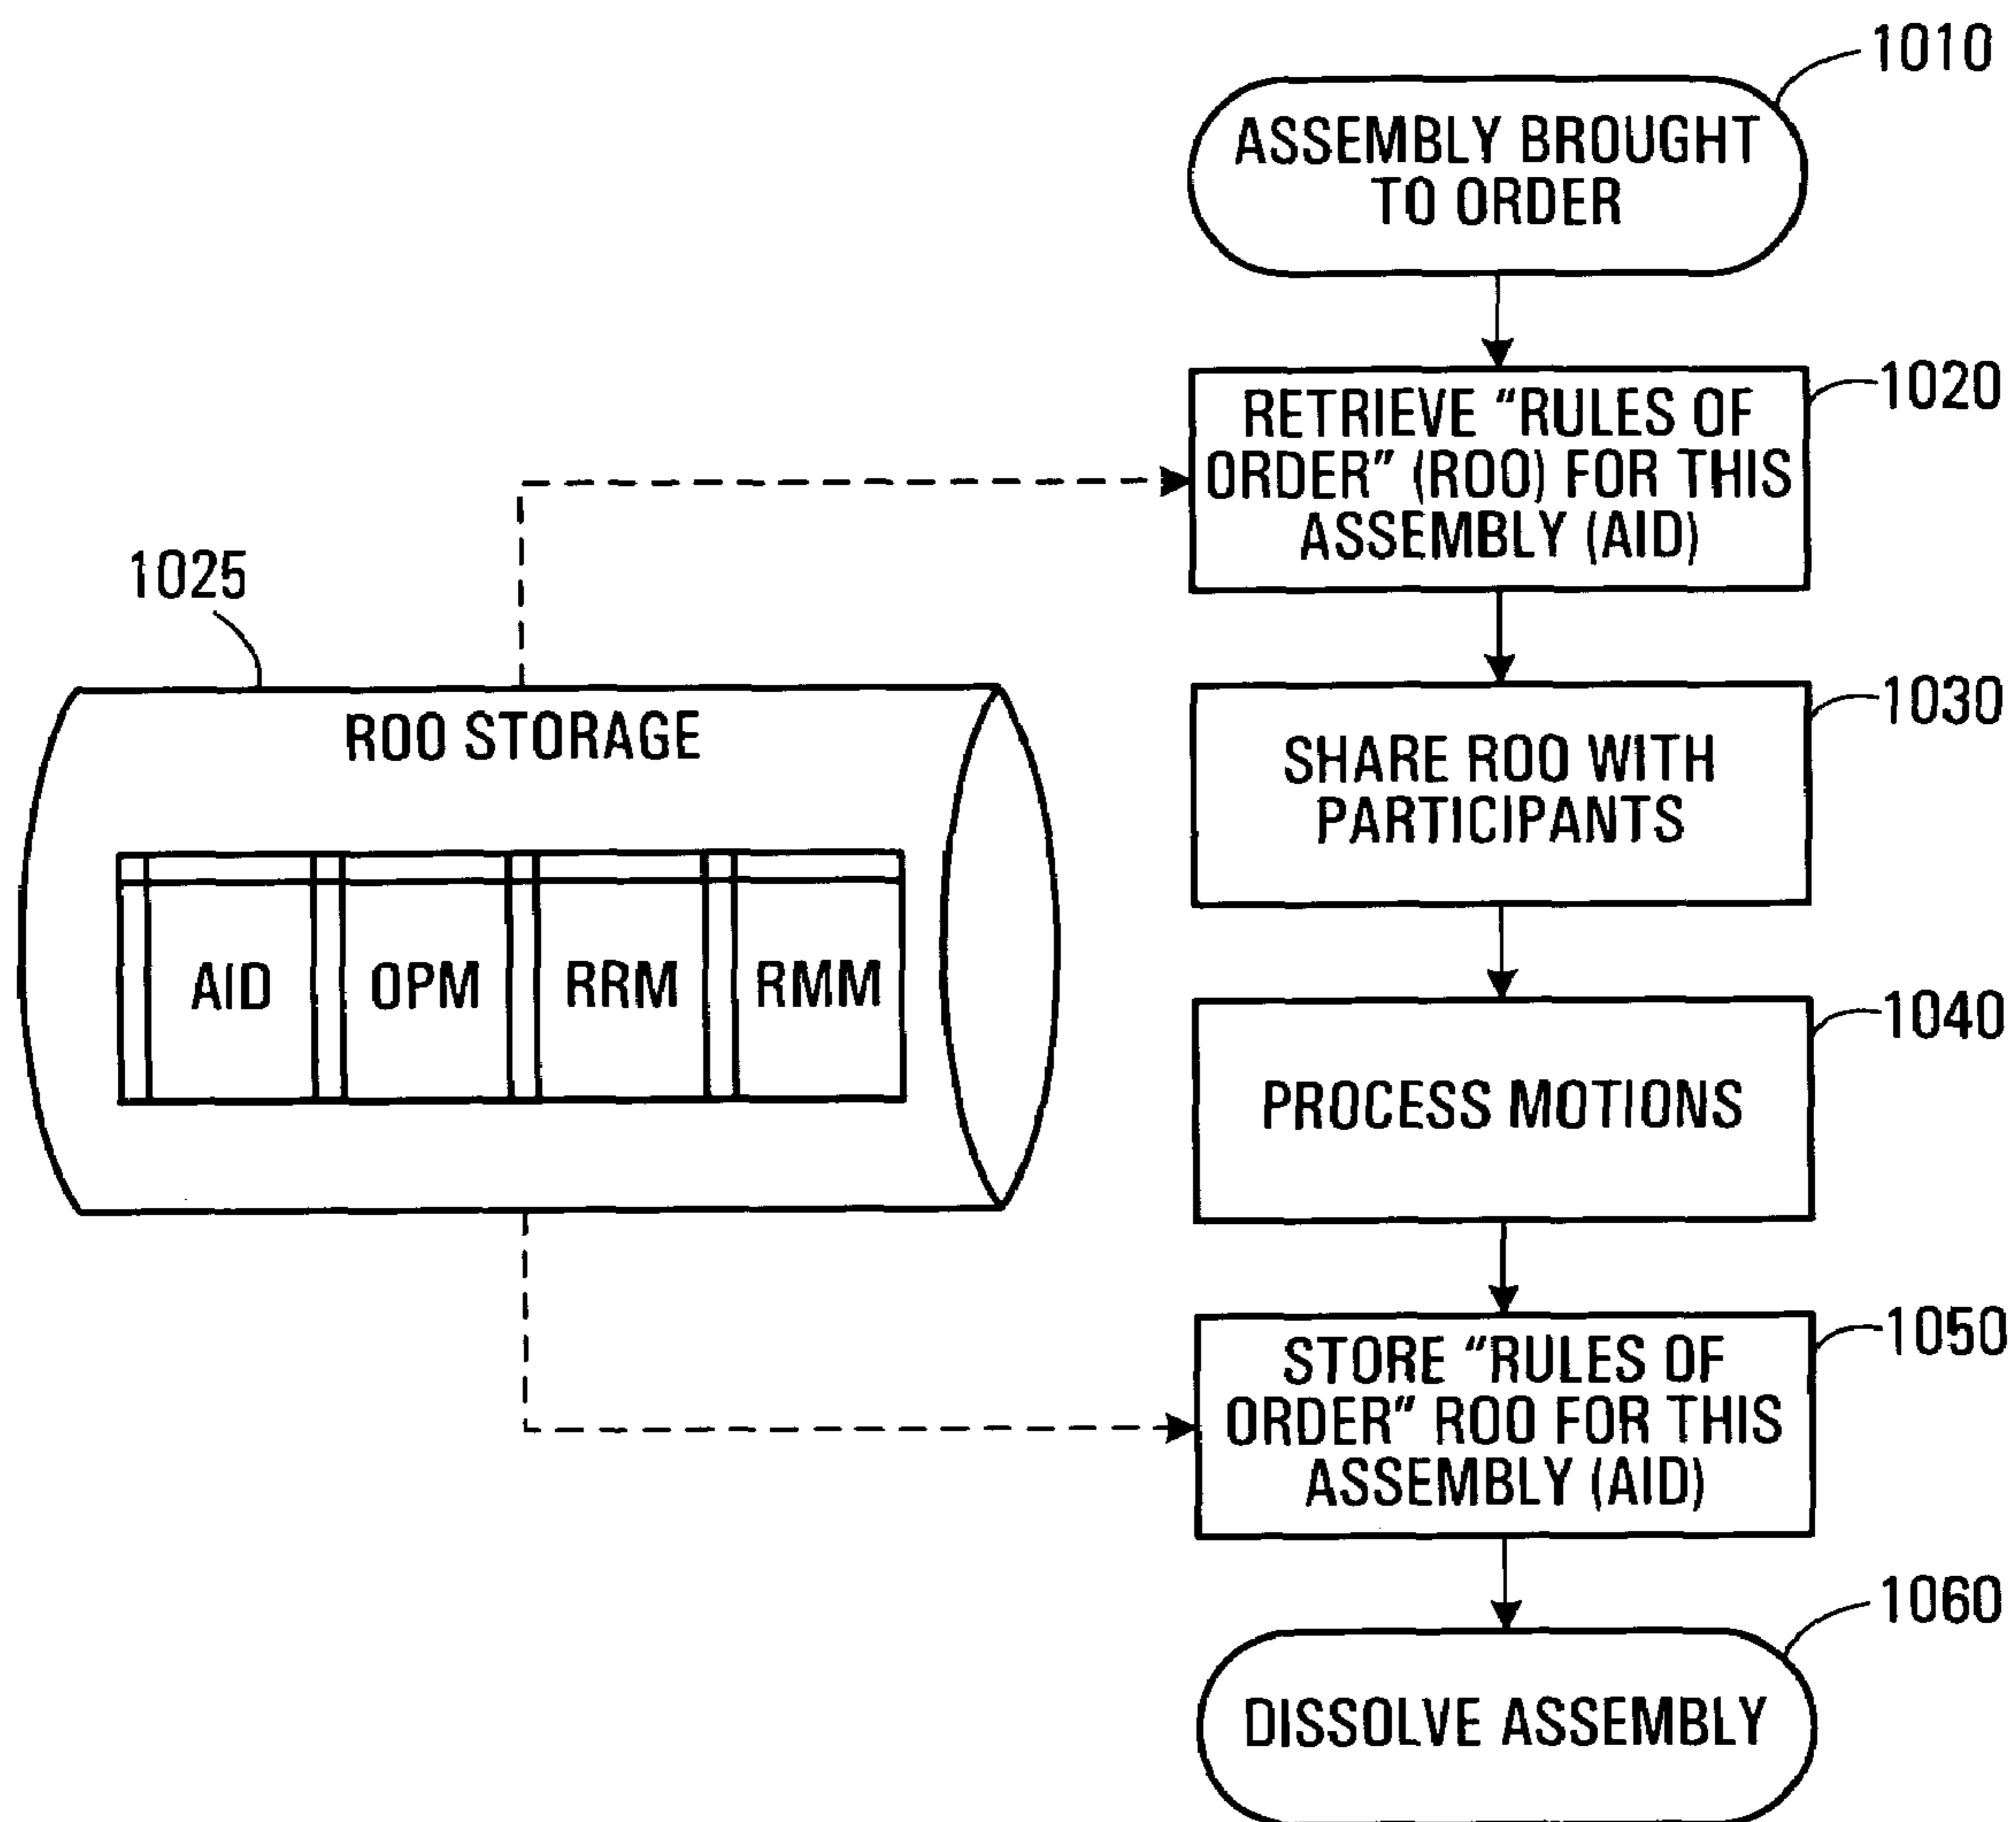 1010
ASSEMBLY BROUGHT
TO ORDER
1020
RETRIEVE "RULES OF
ORDER" (ROO) FOR THIS
ASSEMBLY (AID)
1025
ROO STORAGE
AID OPM RRM RMM
1030
SHARE ROO WITH
PARTICIPANTS
1040
PROCESS MOTIONS
1050
STORE "RULES OF
ORDER" ROO FOR THIS
ASSEMBLY (AID)
1060
DISSOLVE ASSEMBLY